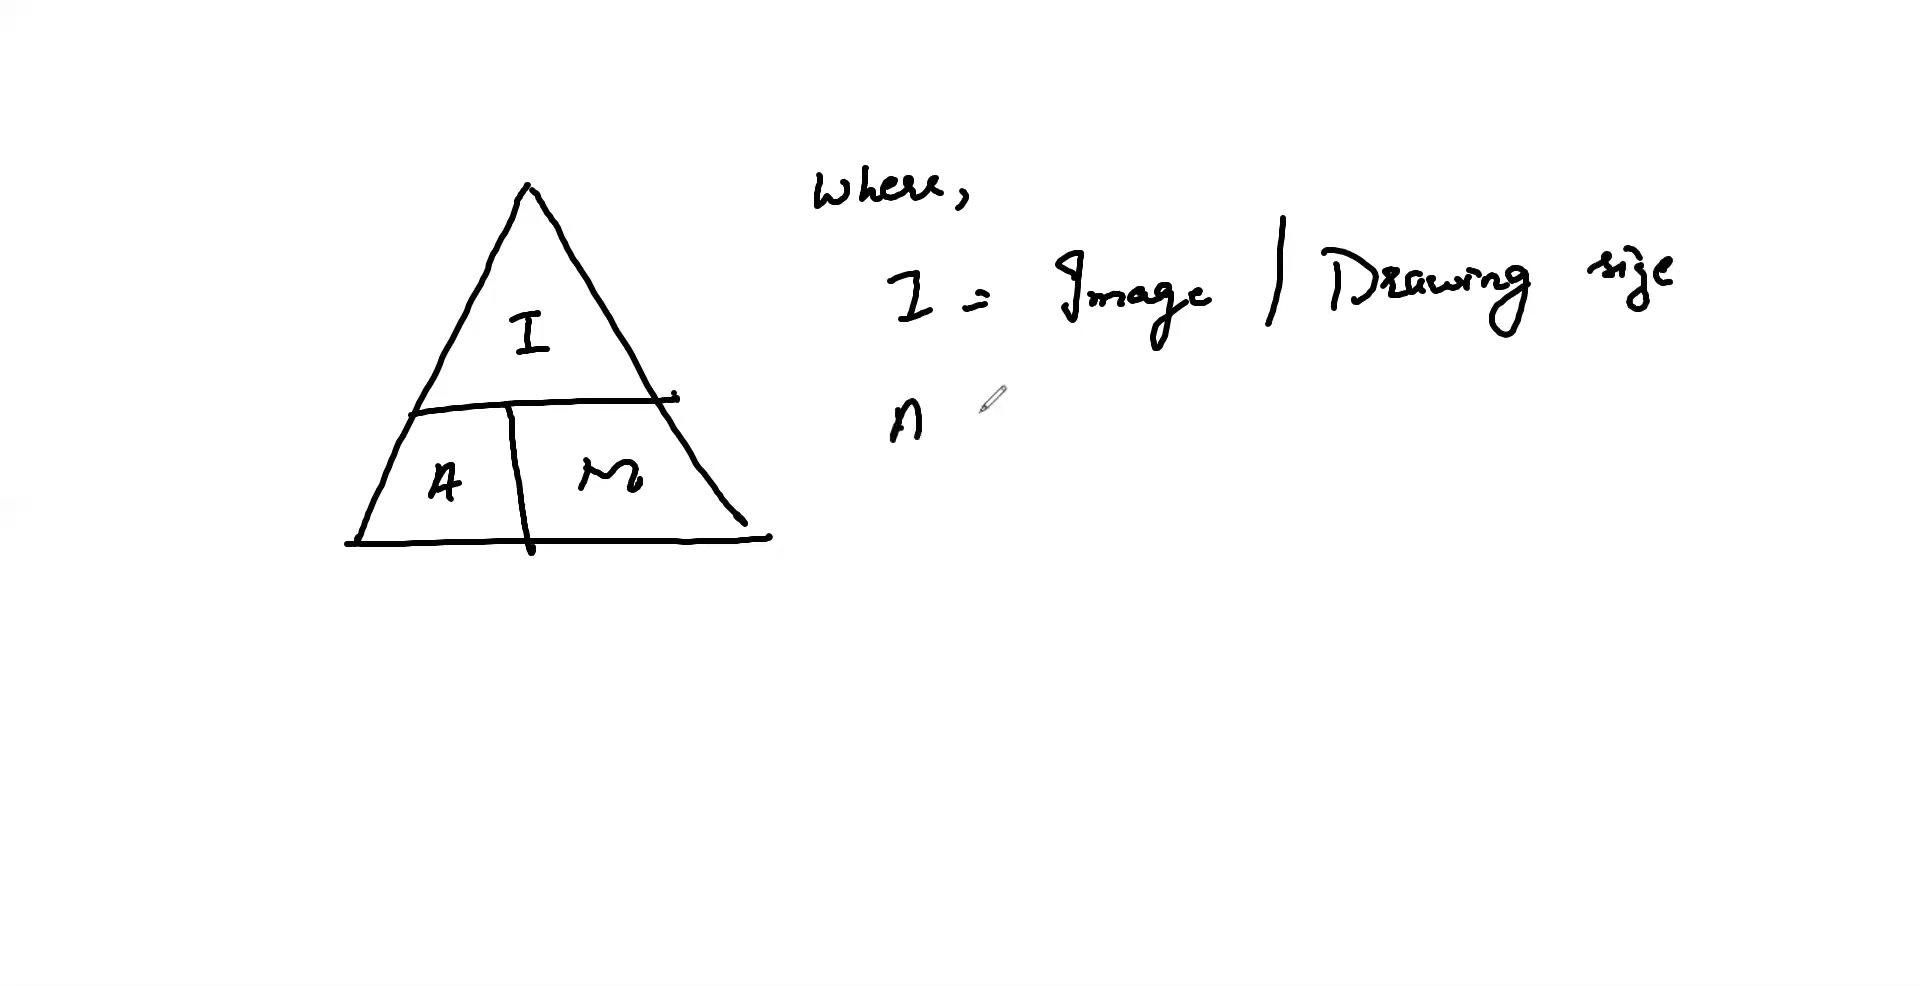 where,
I = Image / Drawing size
I
A
A M